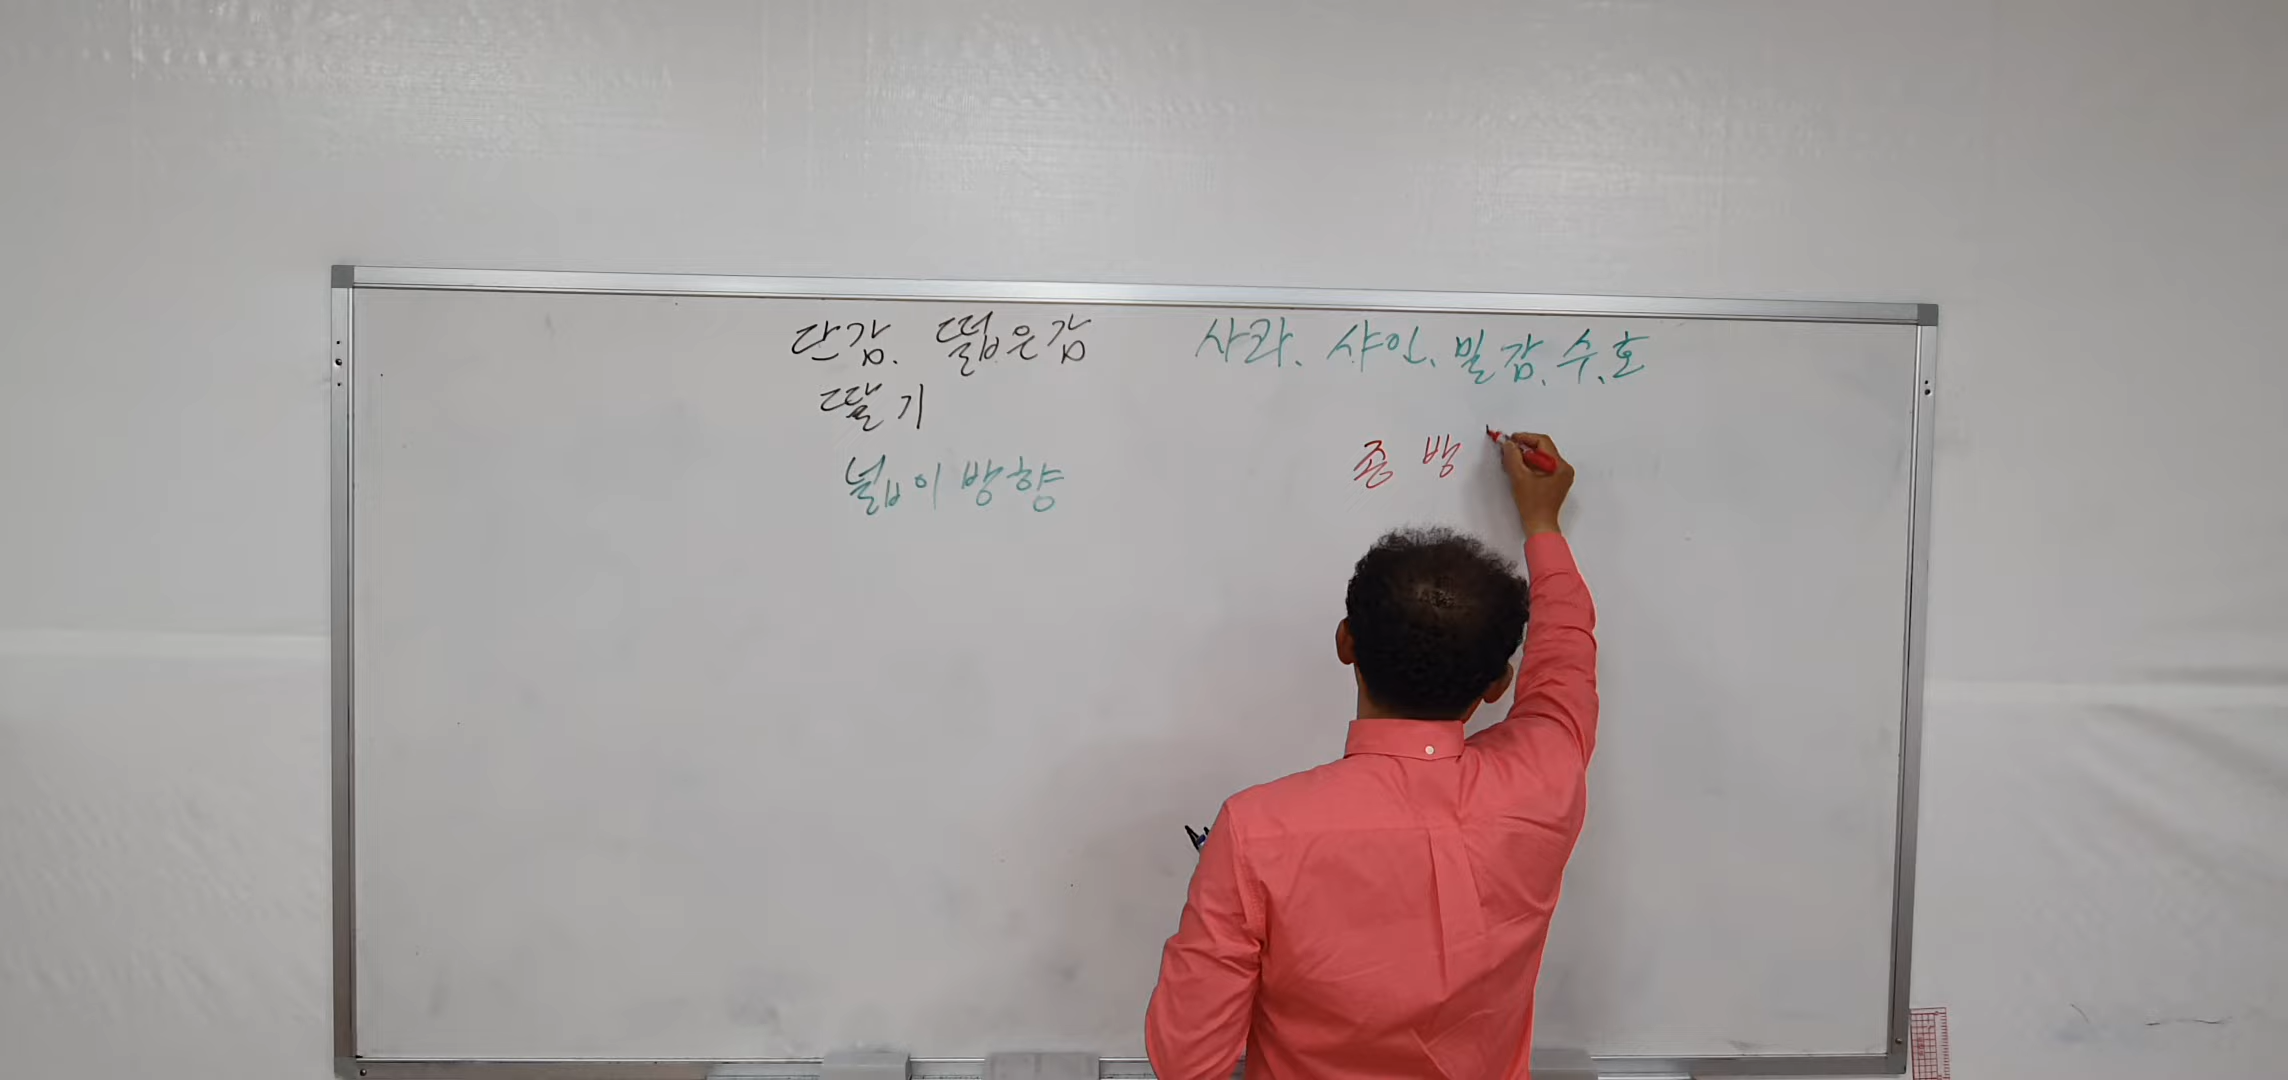 단감. 떫은감
딸기
넓이방향
사과. 샤인. 밀감. 수.호
종 방